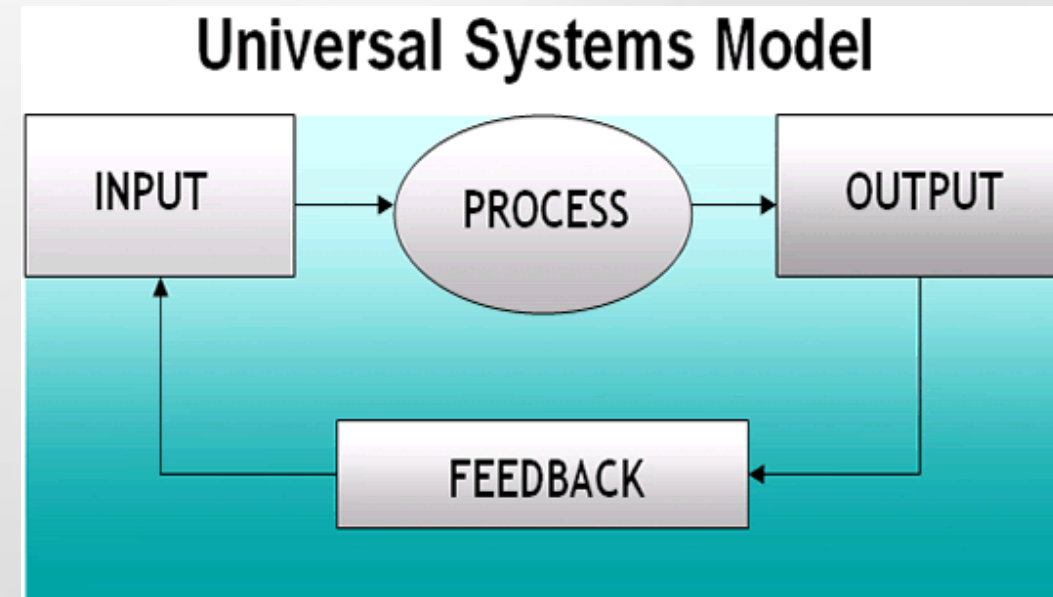 Universal Systems Model
INPUT
PROCESS
OUTPUT
FEEDBACK